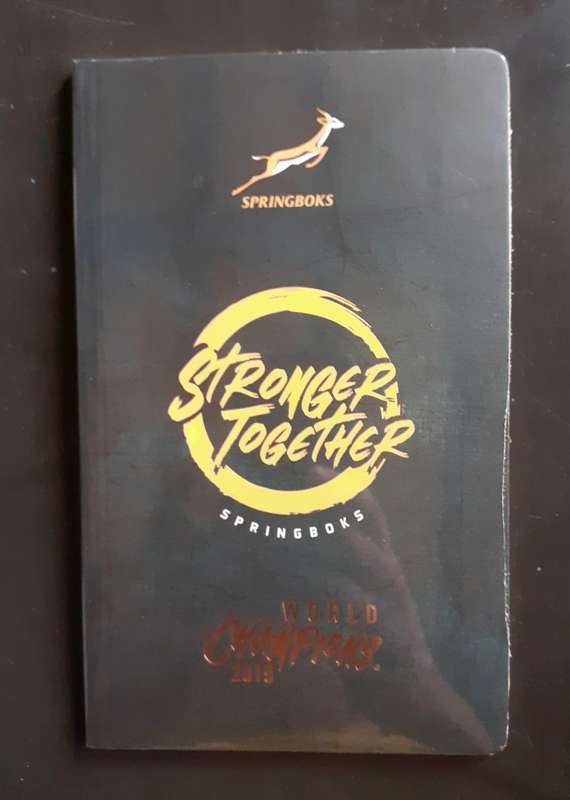 SPRINGBOKS
STRONGER
TOGETHER
SPRINGBOKS
WORLD
CHAMPIONS
2019